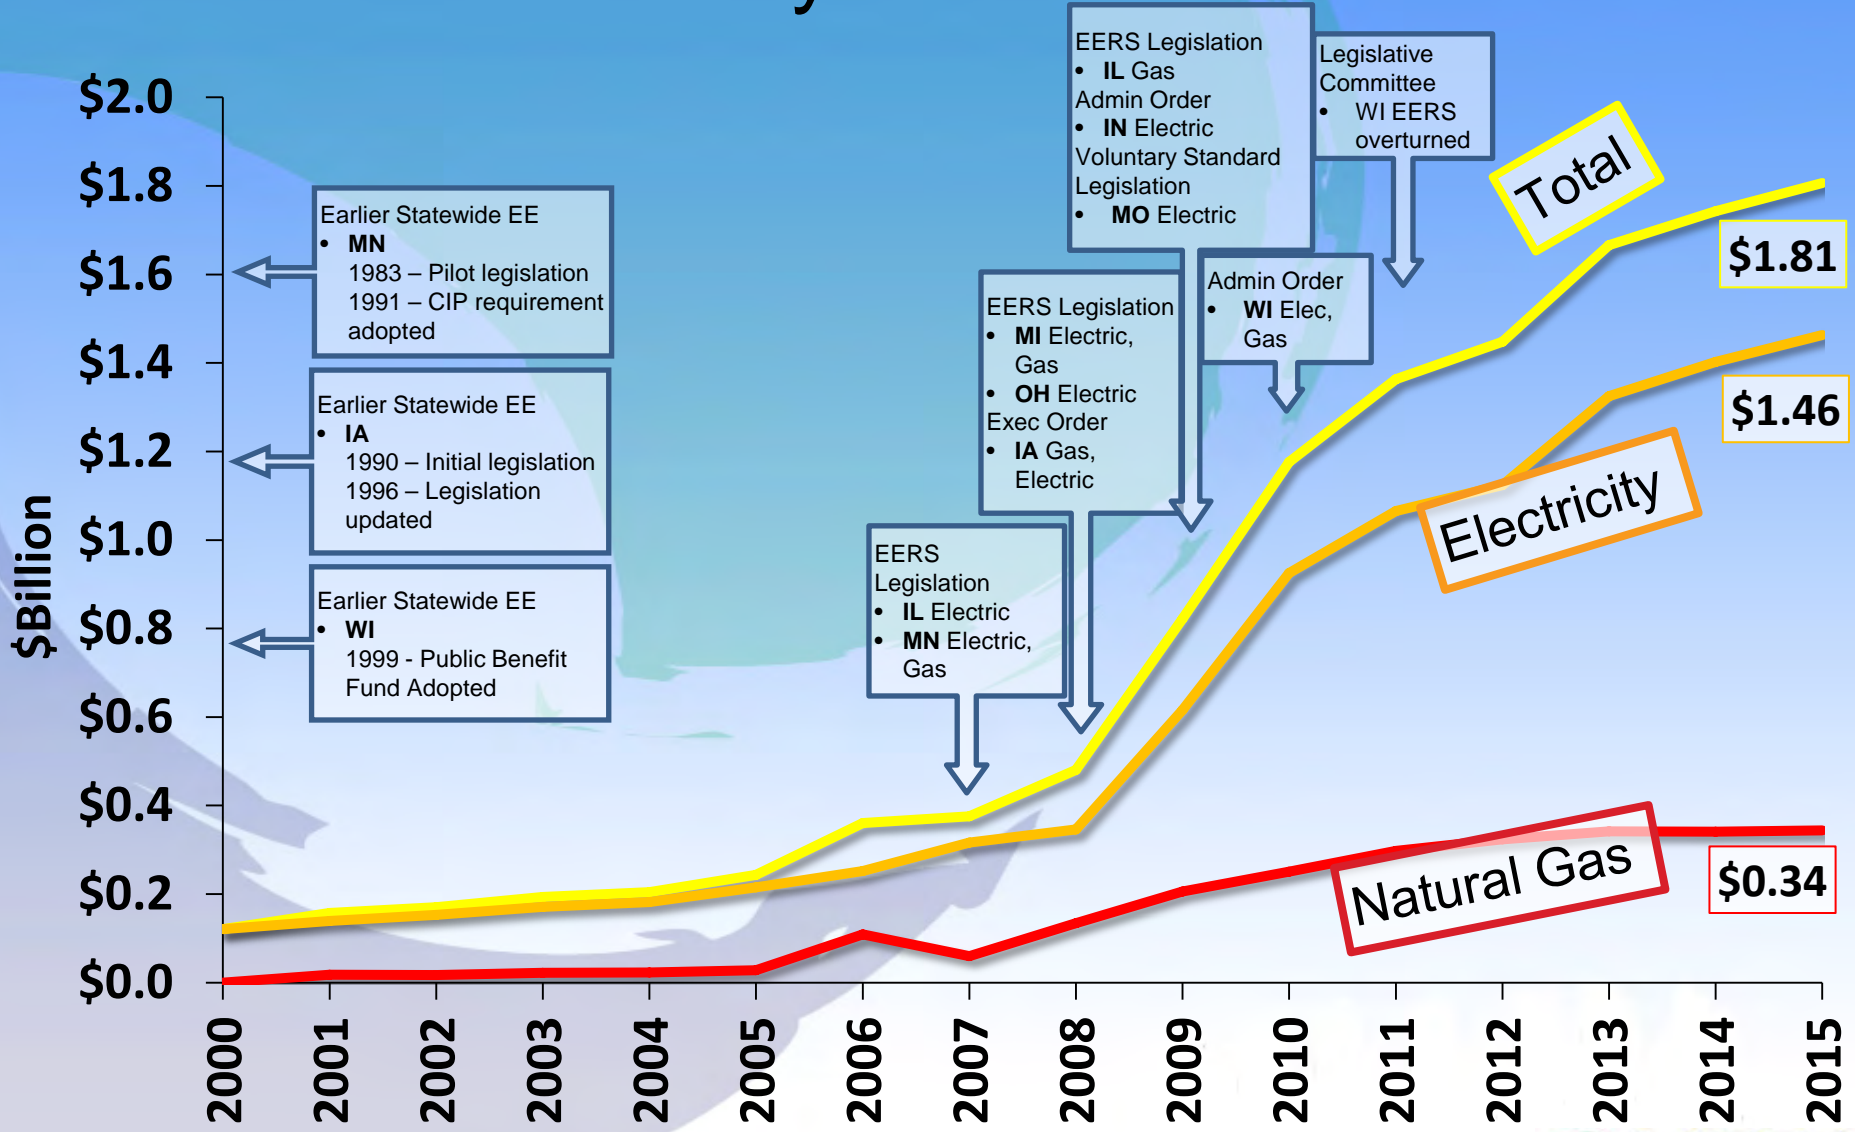 $Billion
$2.0
$1.8
$1.6
$1.4
$1.2
$1.0
$0.8
$0.6
$0.4
$0.2
$0.0
Earlier Statewide EE
• MN
1983 – Pilot legislation
1991 – CIP requirement
adopted
Earlier Statewide EE
• IA
1990 – Initial legislation
1996 – Legislation
updated
Earlier Statewide EE
• WI
1999 - Public Benefit
Fund Adopted
EERS
Legislation
• IL Electric
• MN Electric,
Gas
EERS Legislation
• MI Electric,
Gas
• OH Electric
Exec Order
• IA Gas,
Electric
EERS Legislation
• IL Gas
Admin Order
• IN Electric
Voluntary Standard
Legislation
• MO Electric
Admin Order
• WI Elec,
Gas
Legislative
Committee
• WI EERS
overturned
Total
$1.81
$1.46
Electricity
Natural Gas
$0.34
2000
2001
2002
2003
2004
2005
2006
2007
2008
2009
2010
2011
2012
2013
2014
2015